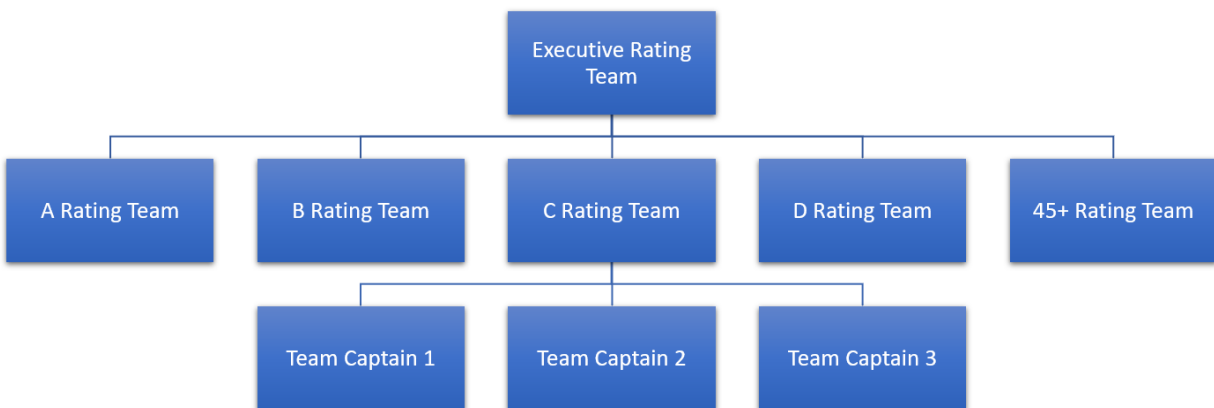 Executive Rating
Team
A Rating Team
B Rating Team
C Rating Team
D Rating Team
45+ Rating Team
Team Captain 1
Team Captain 2
Team Captain 3